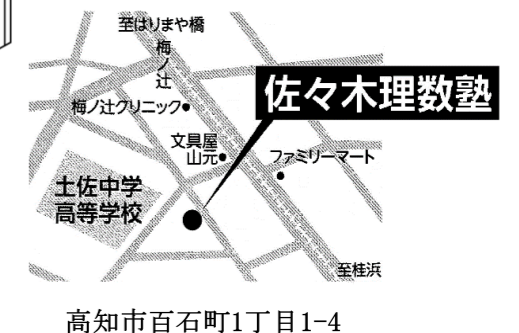 至はりまや橋
梅ノ辻
佐々木理数塾
梅ノ辻クリニック
文具屋
山元
ファミリーマート
土佐中学
高等学校
至桂浜
高知市百石町1丁目1-4